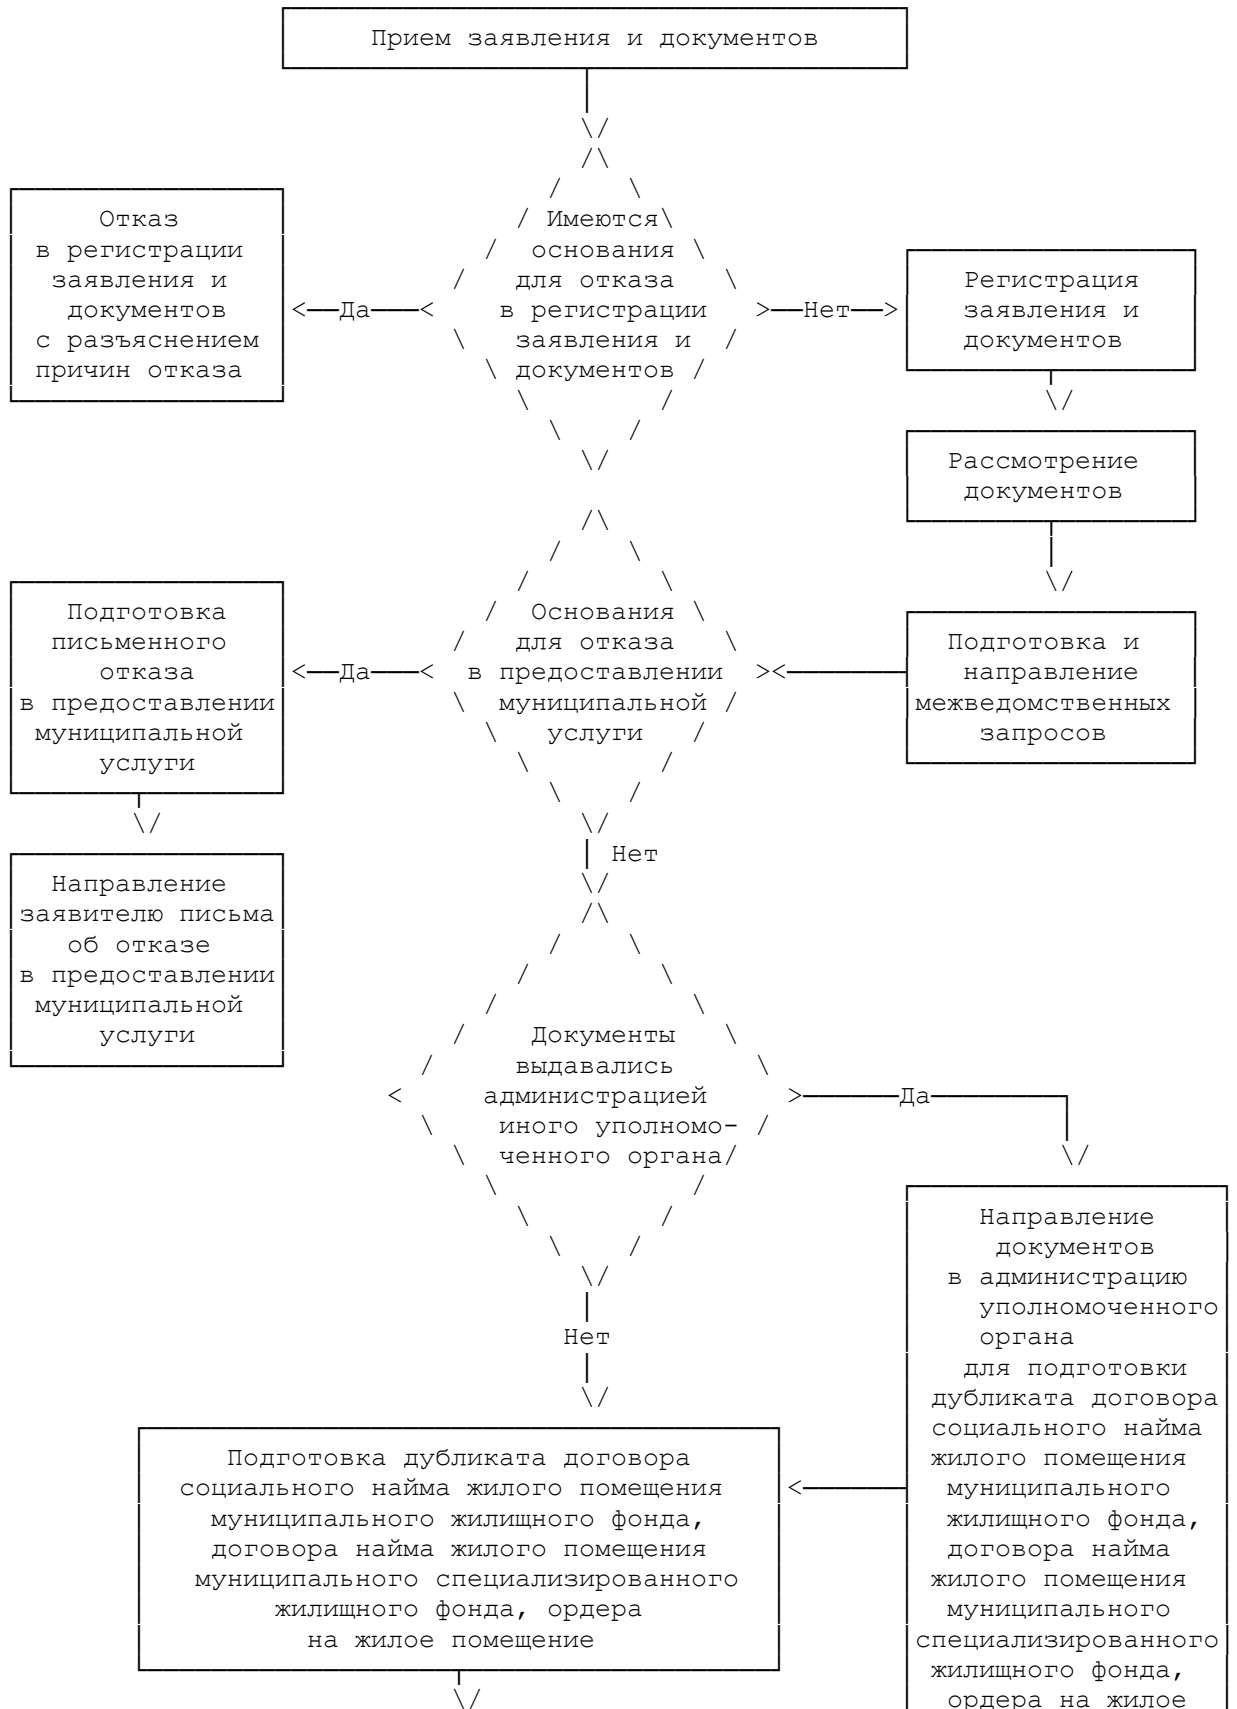 Прием заявления и документов
Отказ
в регистрации
заявления и
документов
с разъяснением
причин отказа
Да
Имеются
основания
для отказа
в регистрации
заявления и
документов
Нет
Регистрация
заявления и
документов
Рассмотрение
документов
Подготовка и
направление
межведомственных
запросов
Основания
для отказа
в предоставлении
муниципальной
услуги
Да
Подготовка
письменного
отказа
в предоставлении
муниципальной
услуги
Направление
заявителю письма
об отказе
в предоставлении
муниципальной
услуги
Нет
Документы
выдавались
администрацией
иного уполномо-
ченного органа
Да
Направление
документов
в администрацию
уполномоченного
органа
для подготовки
дубликата договора
социального найма
жилого помещения
муниципального
жилищного фонда,
договора найма
жилого помещения
муниципального
специализированного
жилищного фонда,
ордера на жилое
Нет
Подготовка дубликата договора
социального найма жилого помещения
муниципального жилищного фонда,
договора найма жилого помещения
муниципального специализированного
жилищного фонда, ордера
на жилое помещение